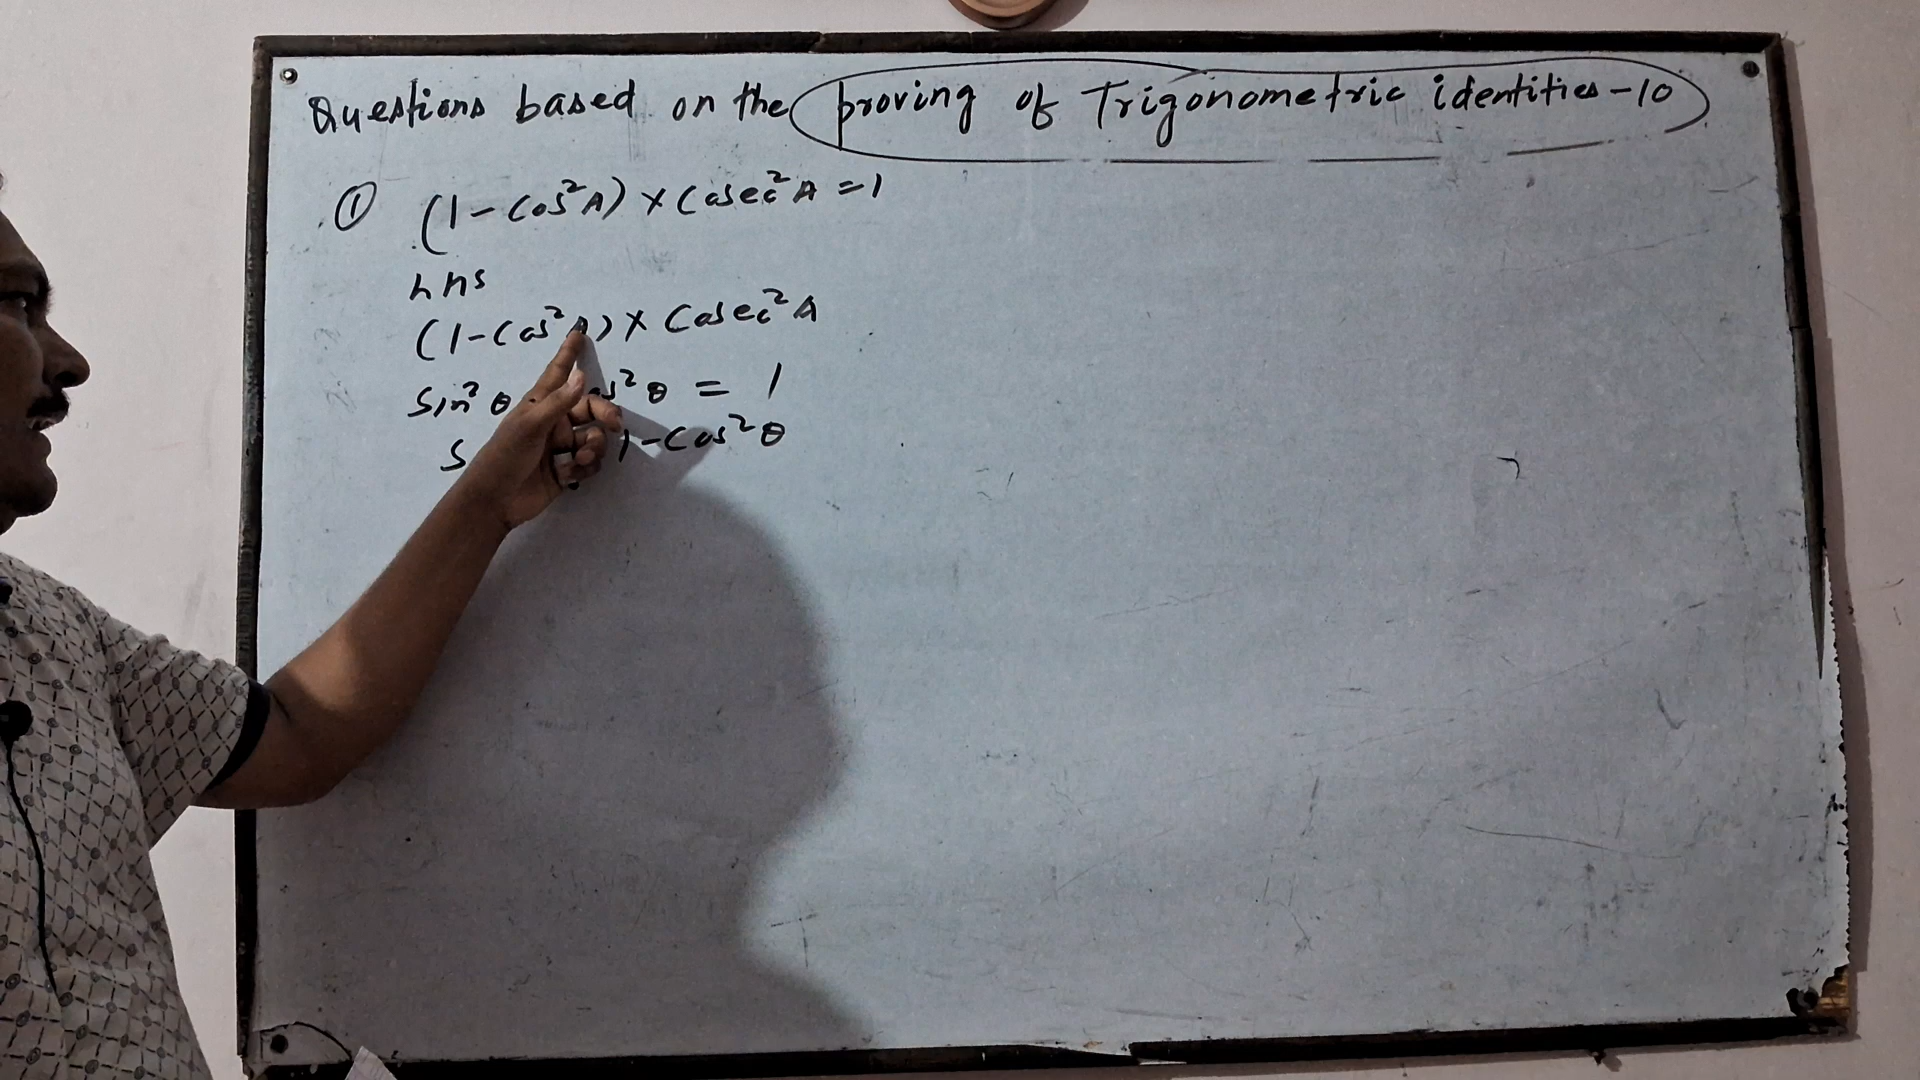 Questions based on the proving of Trigonometric identities-10
① (1-Cos²A) × Cosec²A = 1
LHS
(1-Cos²A) × Cosec²A
Sin²θ Cos²θ = 1
S 1-Cos²θ